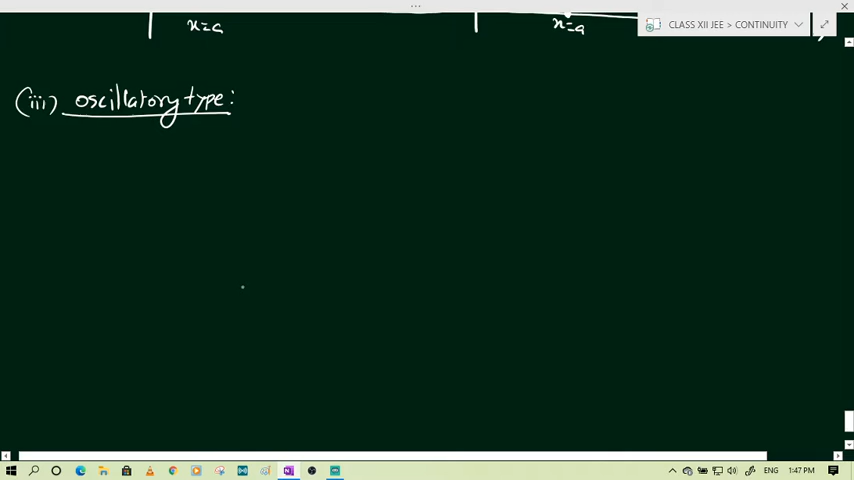 ...
x=a
x=a
CLASS XII JEE > CONTINUITY
(iii) oscillatory type:
ENG
1:47 PM